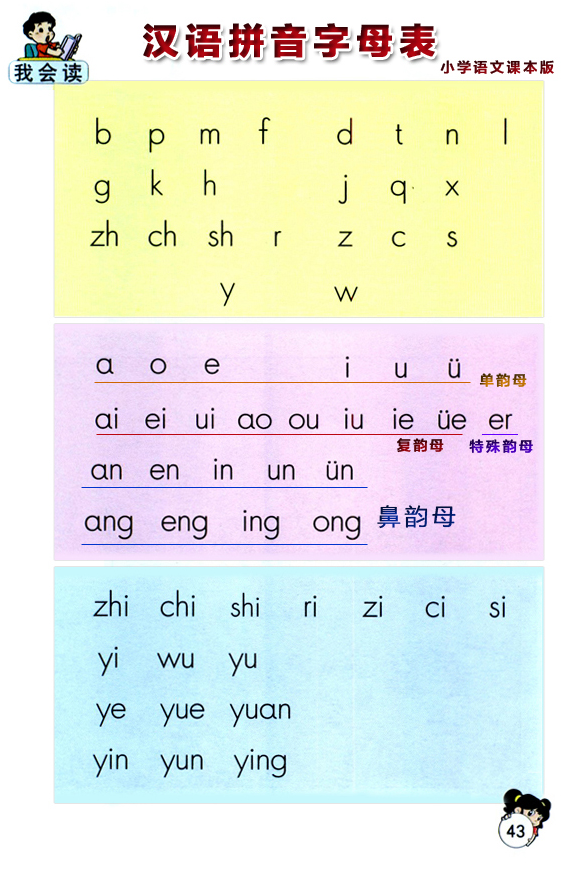 汉语拼音字母表
小学语文课本版
我会读
b p m f d t n l
g k h j q x
zh ch sh r z c s
y w
ɑ o e i u ü
单韵母
ɑi ei ui ɑo ou iu ie üe er
复韵母 特殊韵母
ɑn en in un ün
ɑng eng ing ong 鼻韵母
zhi chi shi ri zi ci si
yi wu yu
ye yue yuɑn
yin yun ying
43